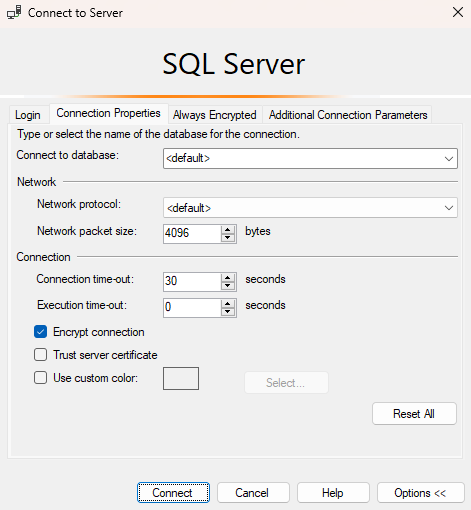 Connect to Server
SQL Server
Login Connection Properties Always Encrypted Additional Connection Parameters
Type or select the name of the database for the connection.
Connect to database: <default>
Network
Network protocol: <default>
Network packet size: 4096 bytes
Connection
Connection time-out: 30 seconds
Execution time-out: 0 seconds
Encrypt connection
Trust server certificate
Use custom color: Select...
Reset All
Connect Cancel Help Options <<